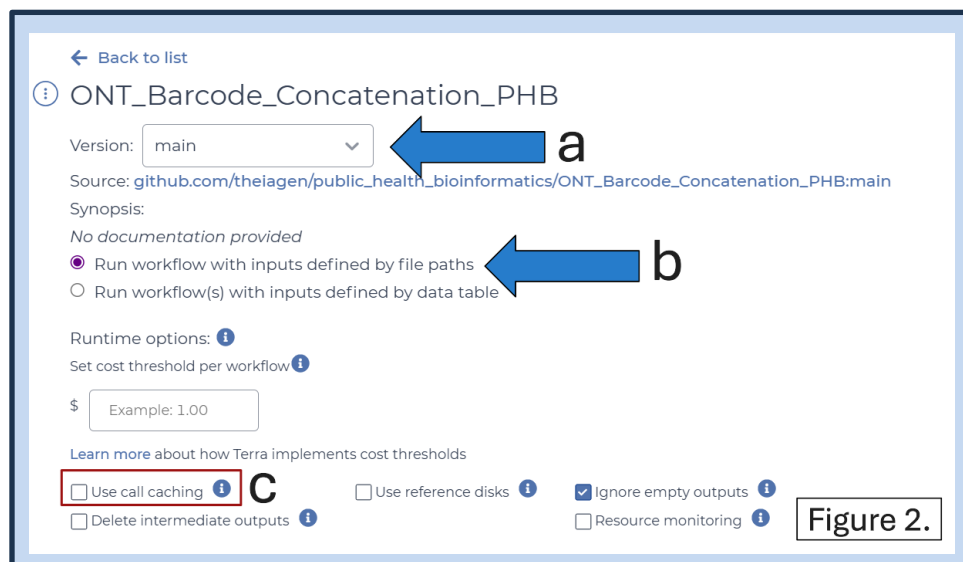 ← Back to list
ONT_Barcode_Concatenation_PHB
Version: main
a
Source: github.com/theiagen/public_health_bioinformatics/ONT_Barcode_Concatenation_PHB:main
Synopsis:
No documentation provided
Run workflow with inputs defined by file paths
b
Run workflow(s) with inputs defined by data table
Runtime options:
Set cost threshold per workflow
$ Example: 1.00
Learn more about how Terra implements cost thresholds
Use call caching c Use reference disks Ignore empty outputs
Delete intermediate outputs Resource monitoring
Figure 2.